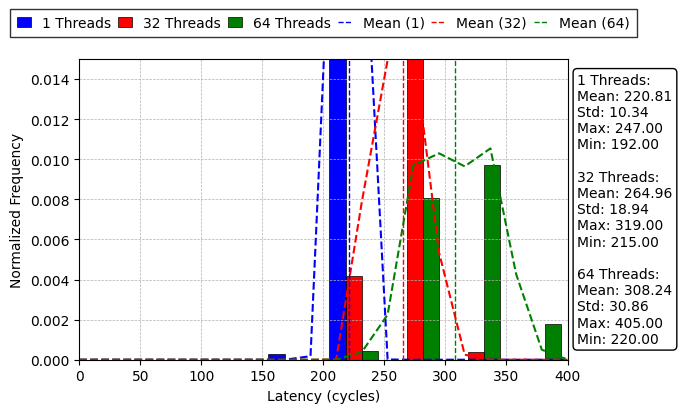 1 Threads 32 Threads 64 Threads Mean (1) Mean (32) Mean (64)
0.014
0.012
0.010
0.008
0.006
0.004
0.002
0.000
Normalized Frequency
0 50 100 150 200 250 300 350 400
Latency (cycles)
1 Threads:
Mean: 220.81
Std: 10.34
Max: 247.00
Min: 192.00
32 Threads:
Mean: 264.96
Std: 18.94
Max: 319.00
Min: 215.00
64 Threads:
Mean: 308.24
Std: 30.86
Max: 405.00
Min: 220.00